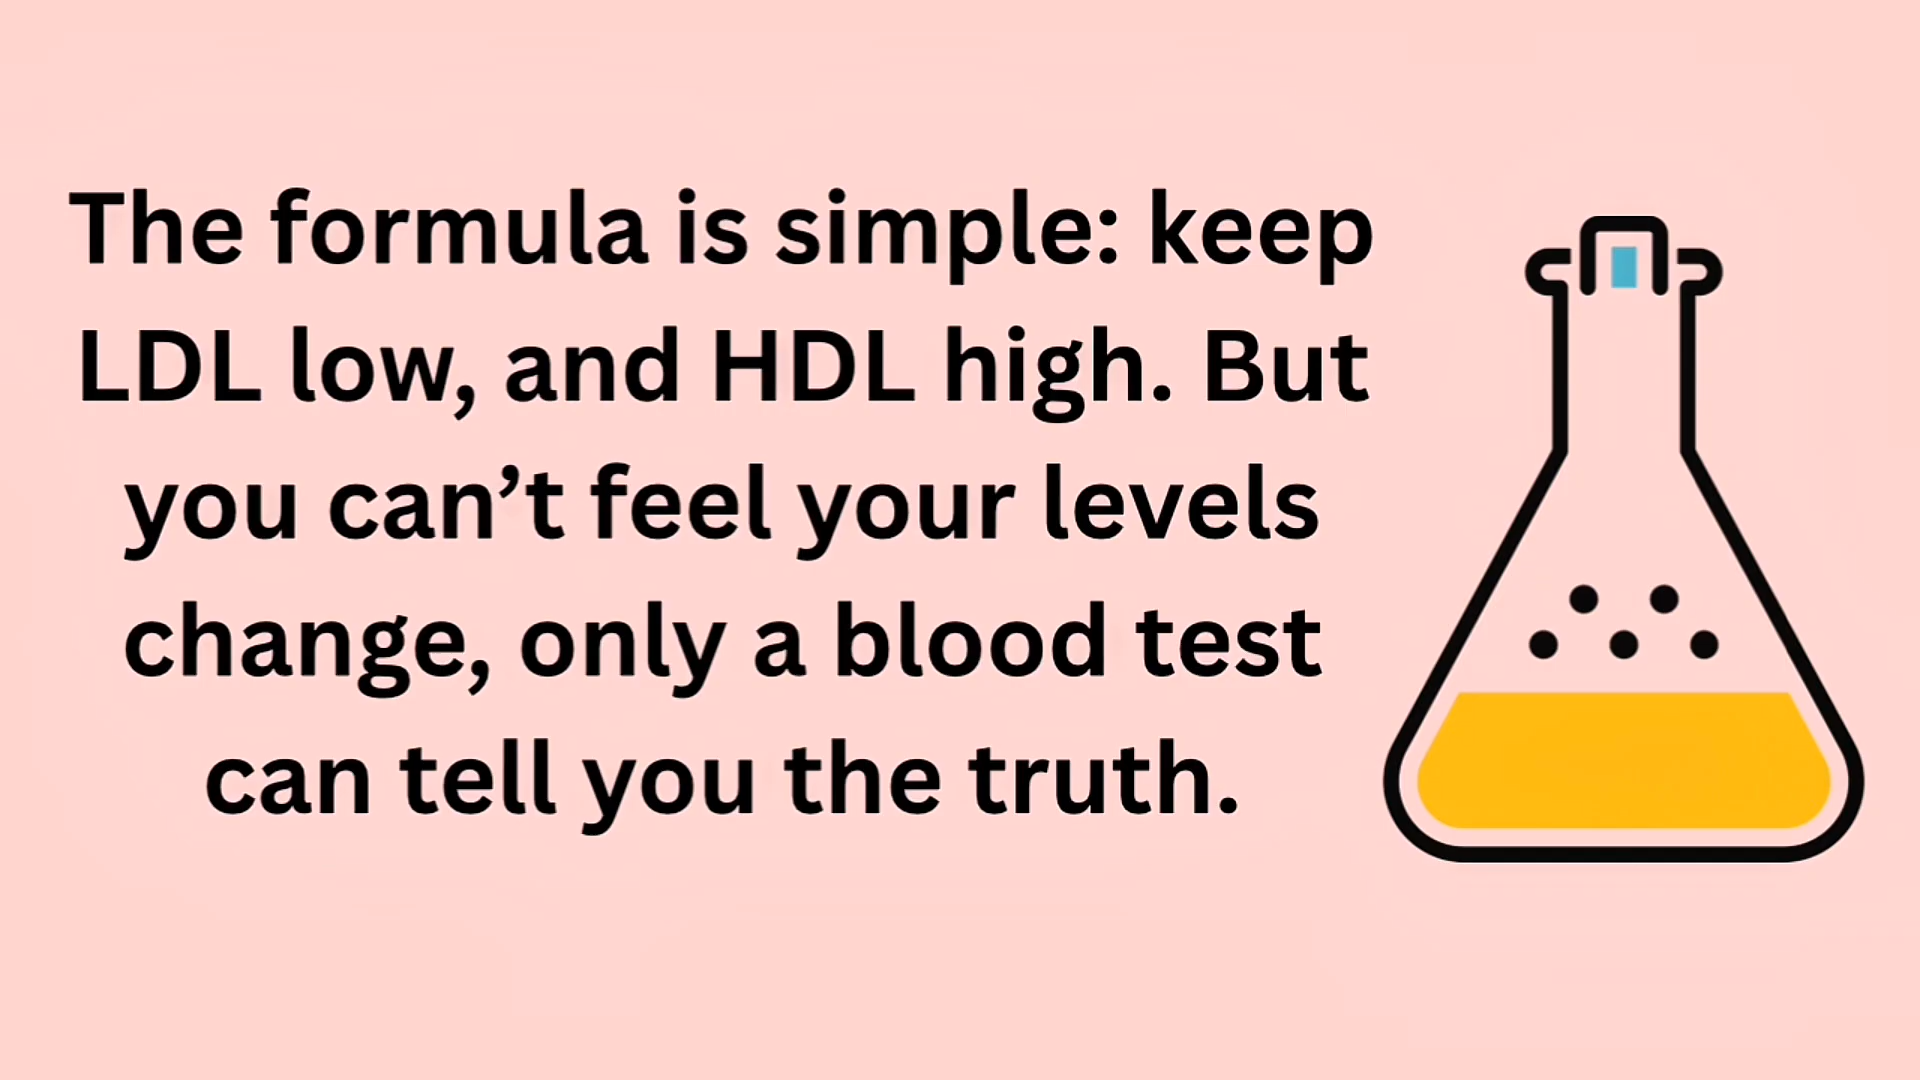 The formula is simple: keep
LDL low, and HDL high. But
you can’t feel your levels
change, only a blood test
can tell you the truth.